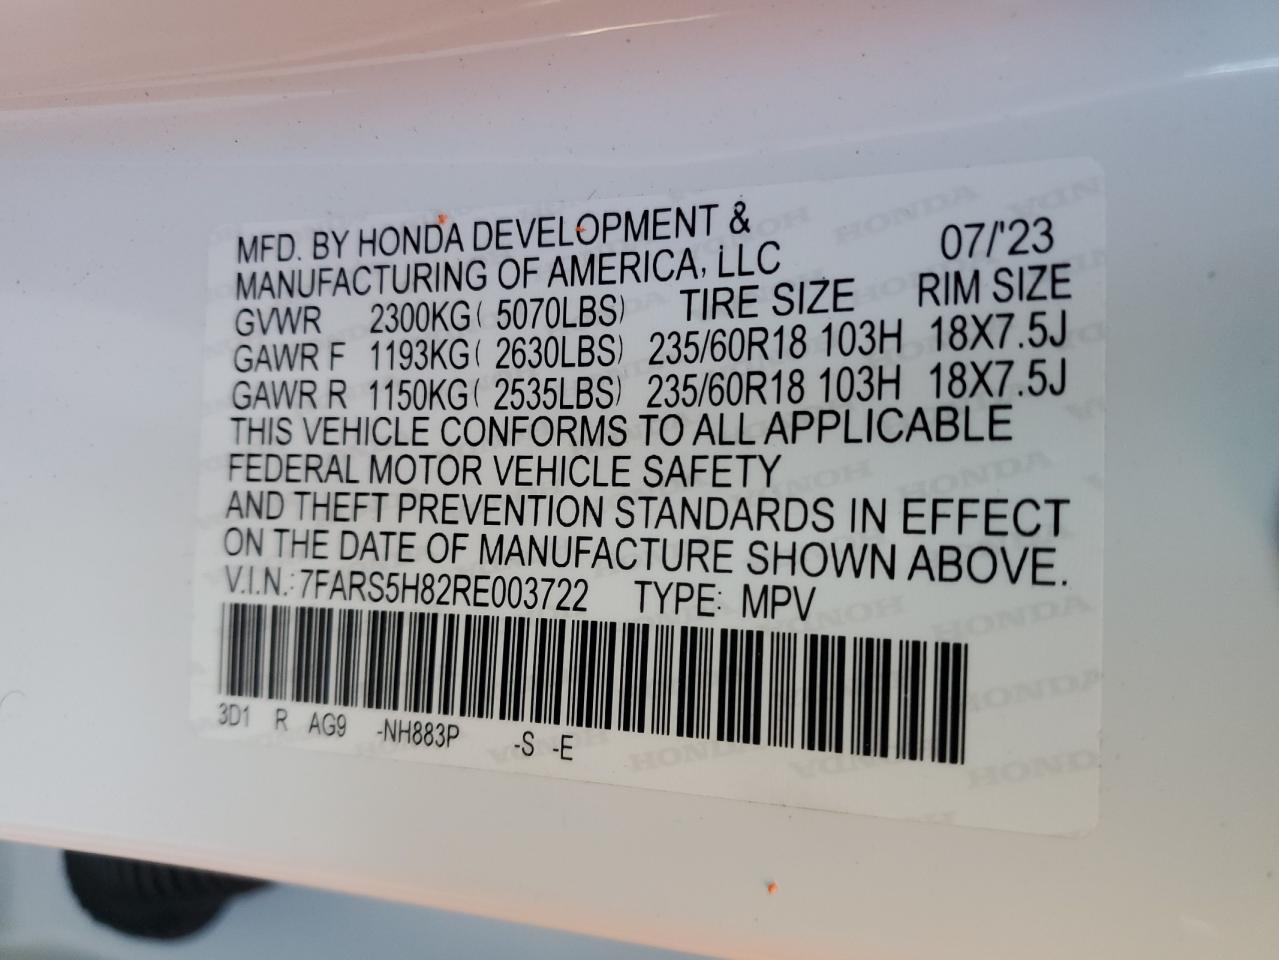 MFD. BY HONDA DEVELOPMENT &
MANUFACTURING OF AMERICA, LLC 07/'23
GVWR 2300KG( 5070LBS) TIRE SIZE RIM SIZE
GAWR F 1193KG( 2630LBS) 235/60R18 103H 18X7.5J
GAWR R 1150KG( 2535LBS) 235/60R18 103H 18X7.5J
THIS VEHICLE CONFORMS TO ALL APPLICABLE
FEDERAL MOTOR VEHICLE SAFETY
AND THEFT PREVENTION STANDARDS IN EFFECT
ON THE DATE OF MANUFACTURE SHOWN ABOVE.
V.I.N.: 7FARS5H82RE003722 TYPE: MPV
3D1 R AG9 -NH883P -S -E